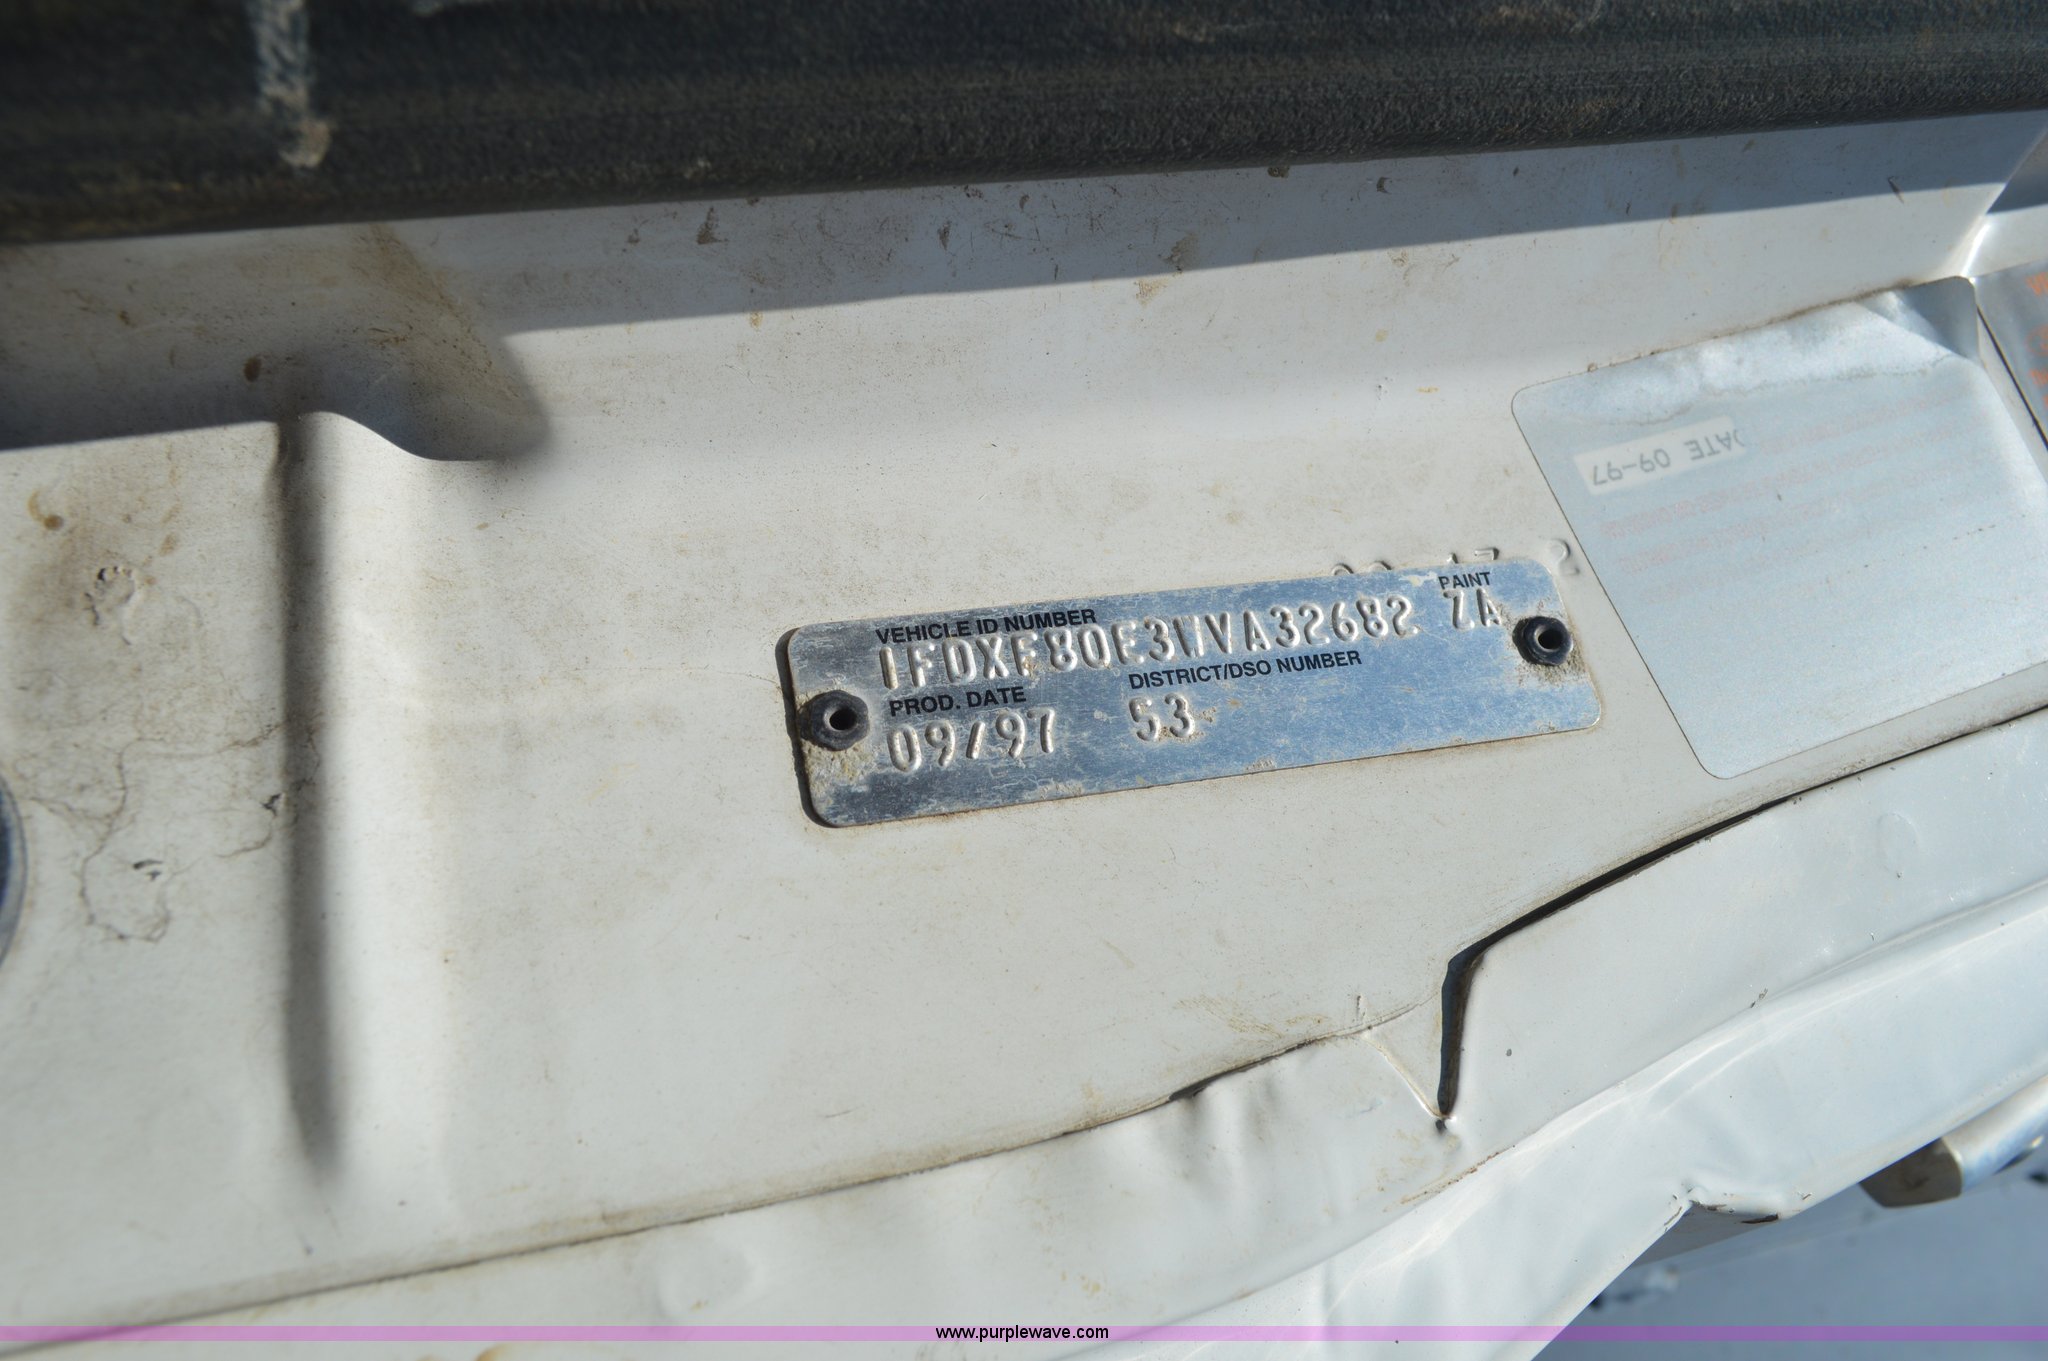 DATE 09-97
PAINT
VEHICLE ID NUMBER
1FDXF80E3WVA32682 ZA
PROD. DATE DISTRICT/DSO NUMBER
09/97 53
www.purplewave.com